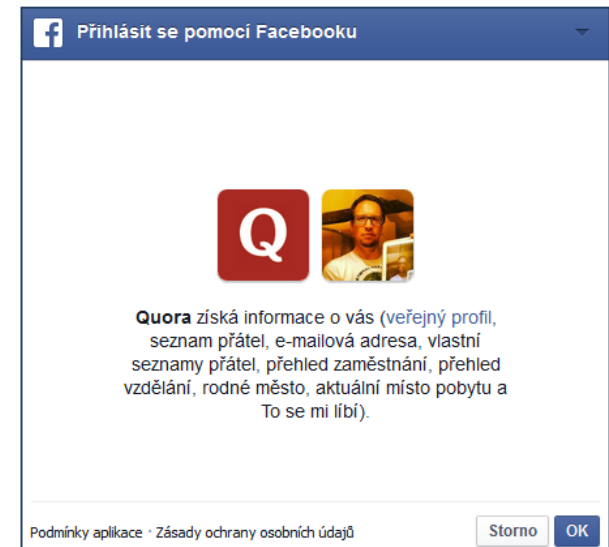 Přihlásit se pomocí Facebooku
Q
Quora získá informace o vás (veřejný profil,
seznam přátel, e-mailová adresa, vlastní
seznamy přátel, přehled zaměstnání, přehled
vzdělání, rodné město, aktuální místo pobytu a
To se mi líbí).
Podmínky aplikace · Zásady ochrany osobních údajů
Storno OK